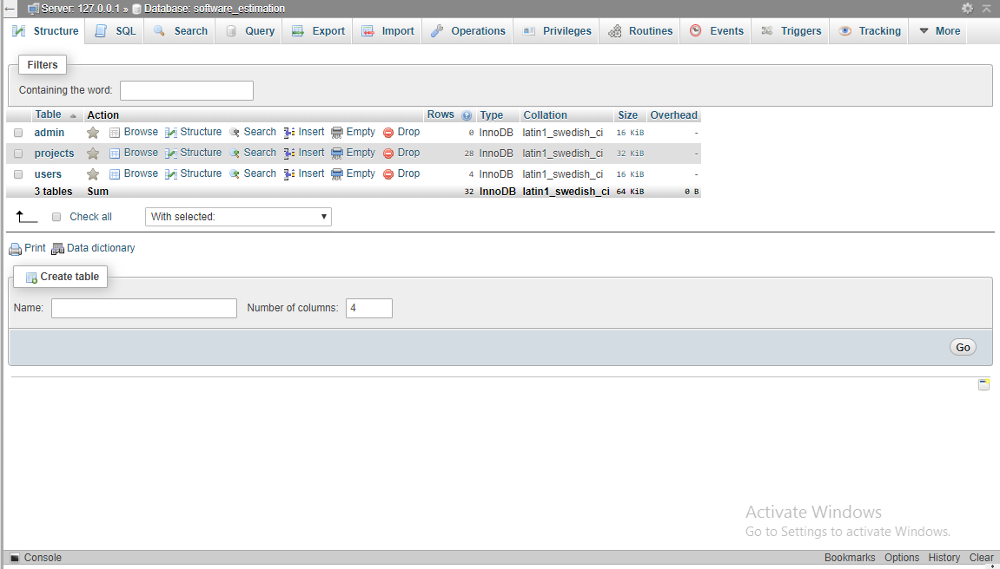 Server: 127.0.0.1 » Database: software_estimation
Structure SQL Search Query Export Import Operations Privileges Routines Events Triggers Tracking More
Filters
Containing the word:
Table Action Rows Type Collation Size Overhead
admin Browse Structure Search Insert Empty Drop 0 InnoDB latin1_swedish_ci 16 KiB -
projects Browse Structure Search Insert Empty Drop 28 InnoDB latin1_swedish_ci 32 KiB -
users Browse Structure Search Insert Empty Drop 4 InnoDB latin1_swedish_ci 16 KiB -
3 tables Sum 32 InnoDB latin1_swedish_ci 64 KiB 0 B
Check all With selected:
Print Data dictionary
Create table
Name: Number of columns: 4
Go
Activate Windows
Go to Settings to activate Windows.
Console Bookmarks Options History Clear